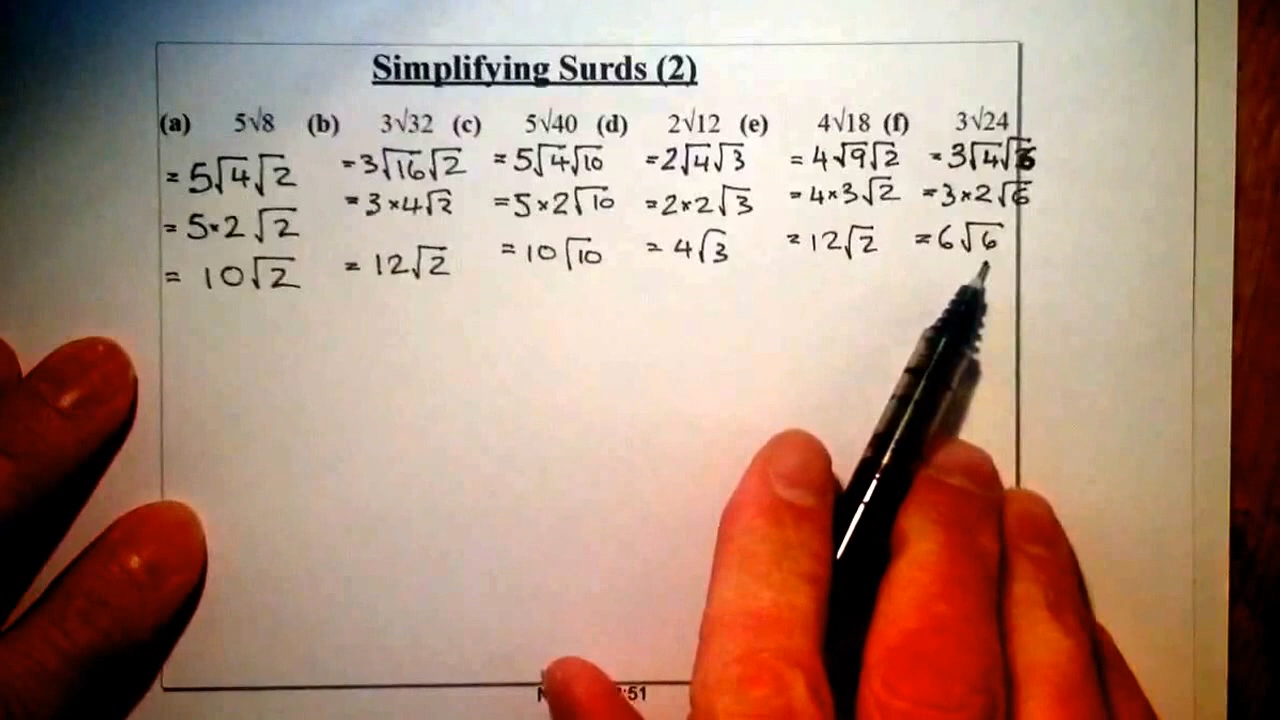 Simplifying Surds (2)
(a) 5√8 (b) 3√32 (c) 5√40 (d) 2√12 (e) 4√18 (f) 3√24
= 5√4√2 = 3√16√2 = 5√4√10 = 2√4√3 = 4√9√2 = 3√4√6
= 5×2√2 = 3×4√2 = 5×2√10 = 2×2√3 = 4×3√2 = 3×2√6
= 10√2 = 12√2 = 10√10 = 4√3 = 12√2 = 6√6